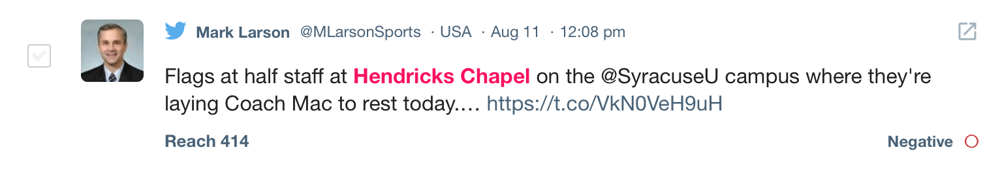 Mark Larson @MLarsonSports · USA · Aug 11 · 12:08 pm
Flags at half staff at Hendricks Chapel on the @SyracuseU campus where they're
laying Coach Mac to rest today.… https://t.co/VkN0VeH9uH
Reach 414 Negative